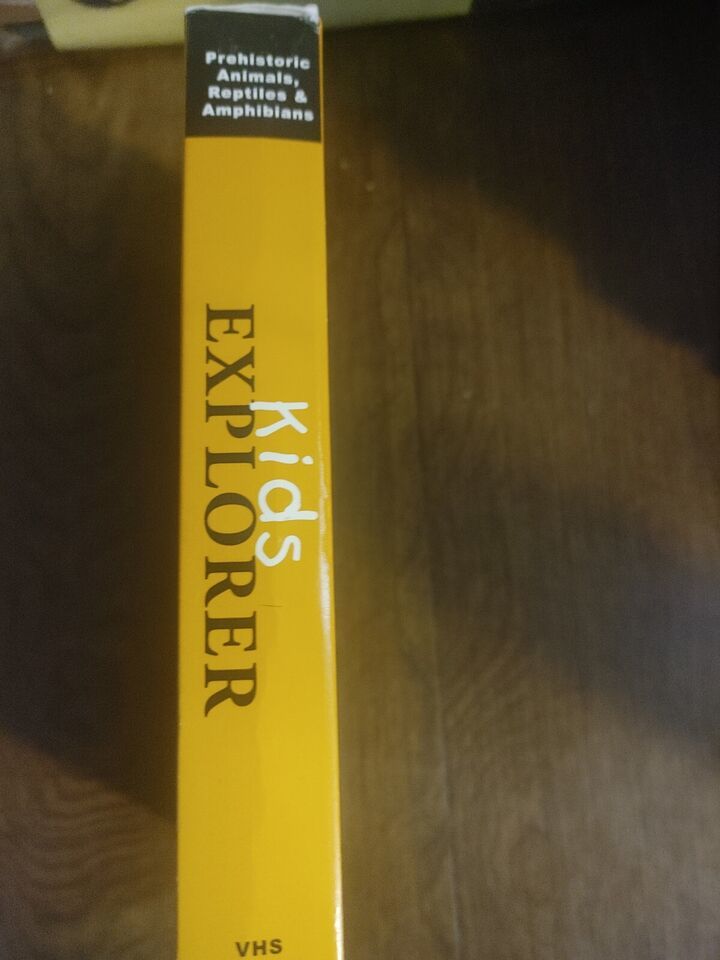 Prehistoric
Animals,
Reptiles &
Amphibians
Kids
EXPLORER
VHS